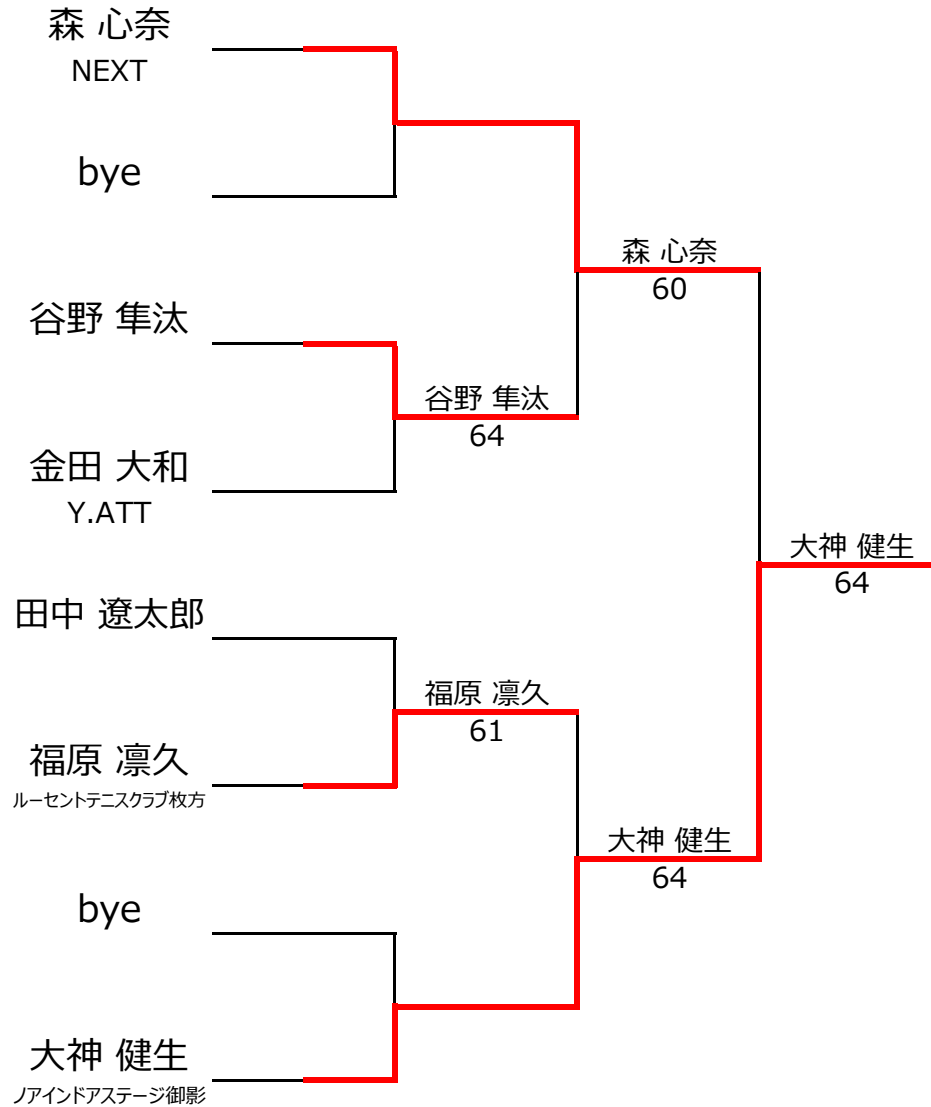 森 心奈
NEXT
bye
谷野 隼汰
金田 大和
Y.ATT
田中 遼太郎
福原 凛久
ルーセントテニスクラブ枚方
bye
大神 健生
ノアインドアステージ御影
谷野 隼汰
64
福原 凛久
61
森 心奈
60
大神 健生
64
大神 健生
64